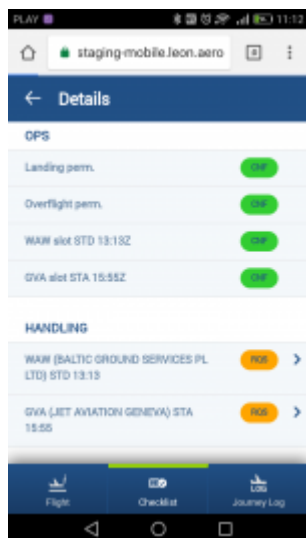 PLAY 11:12
staging-mobile.leon.aero
Details
OPS
Landing perm. CNF
Overflight perm. CNF
WAW slot STD 13:13Z CNF
GVA slot STA 15:55Z CNF
HANDLING
WAW (BALTIC GROUND SERVICES PL
LTD) STD 13:13
RQS
GVA (JET AVIATION GENEVA) STA
15:55
RQS
Flight Checklist Journey Log